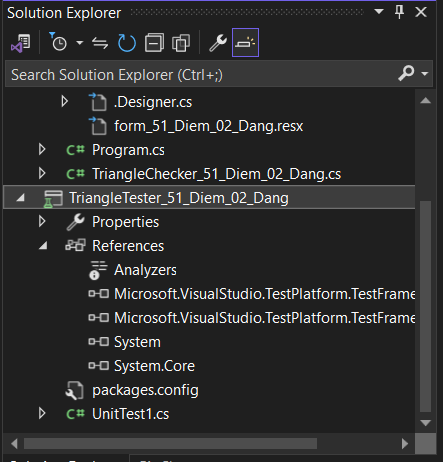 Solution Explorer
Search Solution Explorer (Ctrl+;)
.Designer.cs
form_51_Diem_02_Dang.resx
C# Program.cs
C# TriangleChecker_51_Diem_02_Dang.cs
TriangleTester_51_Diem_02_Dang
Properties
References
Analyzers
Microsoft.VisualStudio.TestPlatform.TestFrame
Microsoft.VisualStudio.TestPlatform.TestFrame
System
System.Core
packages.config
C# UnitTest1.cs